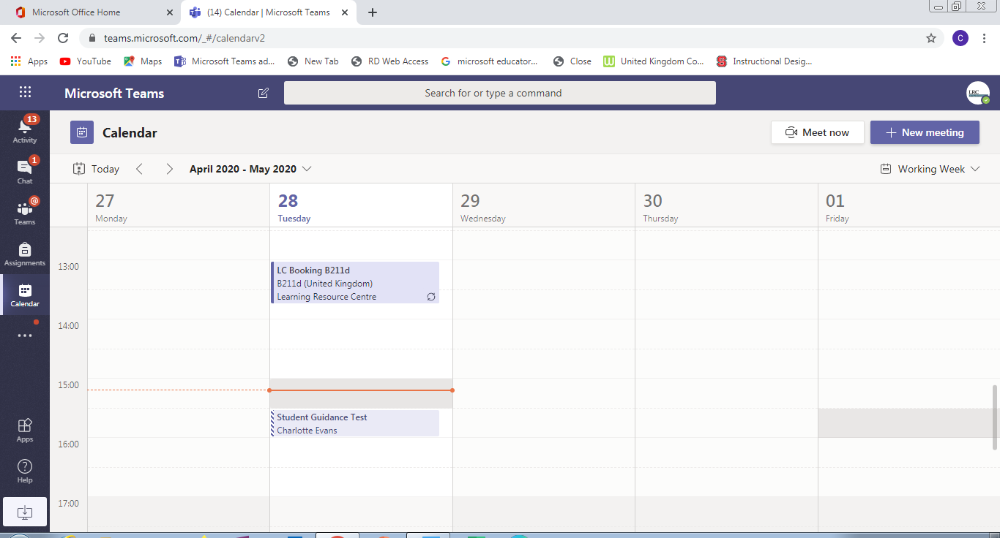 Microsoft Office Home
(14) Calendar | Microsoft Teams
teams.microsoft.com/_#/calendarv2
C
Apps
YouTube
Maps
Microsoft Teams ad...
New Tab
RD Web Access
microsoft educator...
Close
United Kingdom Co...
Instructional Desig...
Microsoft Teams
Search for or type a command
LRC
13
Activity
Calendar
Meet now
New meeting
1
Chat
Today
April 2020 - May 2020
Working Week
@
Teams
27
Monday
28
Tuesday
29
Wednesday
30
Thursday
01
Friday
Assignments
Calendar
Apps
Help
13:00
14:00
15:00
16:00
17:00
LC Booking B211d
B211d (United Kingdom)
Learning Resource Centre
Student Guidance Test
Charlotte Evans